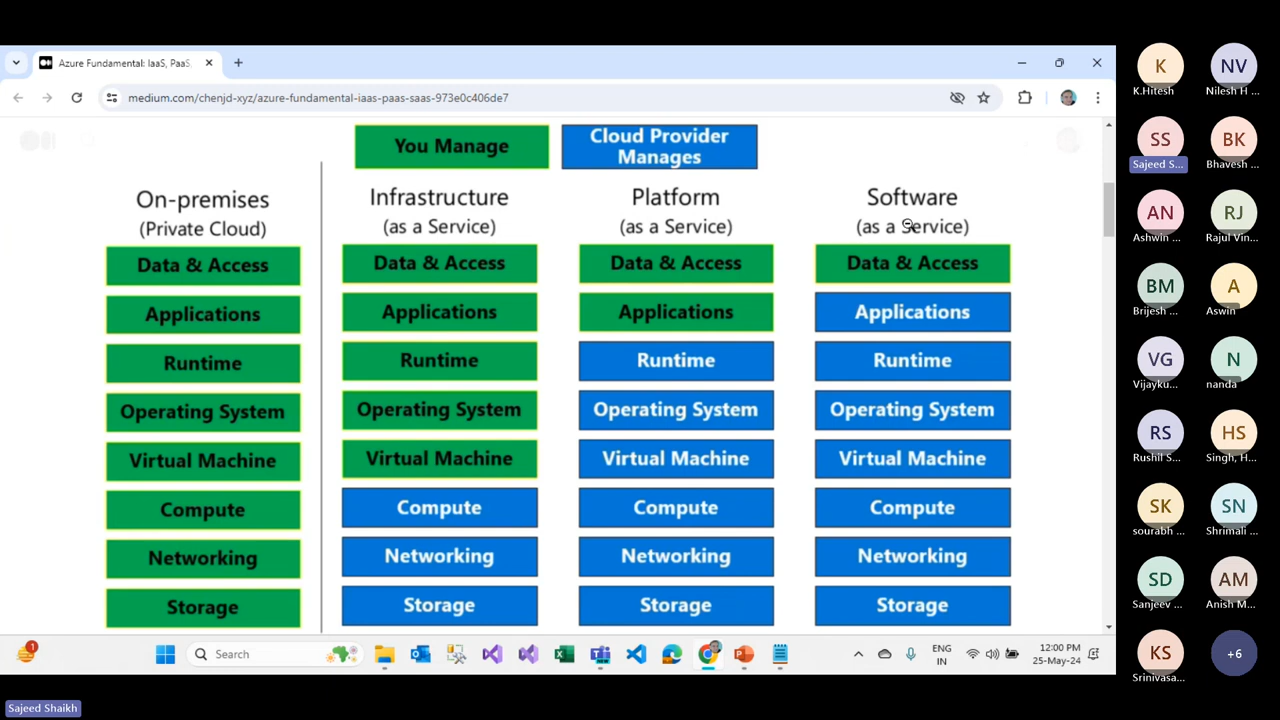 Azure Fundamental: IaaS, PaaS,
medium.com/chenjd-xyz/azure-fundamental-iaas-paas-saas-973e0c406de7
You Manage
Cloud Provider
Manages
On-premises
(Private Cloud)
Data & Access
Applications
Runtime
Operating System
Virtual Machine
Compute
Networking
Storage
Infrastructure
(as a Service)
Data & Access
Applications
Runtime
Operating System
Virtual Machine
Compute
Networking
Storage
Platform
(as a Service)
Data & Access
Applications
Runtime
Operating System
Virtual Machine
Compute
Networking
Storage
Software
(as a Service)
Data & Access
Applications
Runtime
Operating System
Virtual Machine
Compute
Networking
Storage
1
Search
ENG
IN
12:00 PM
25-May-24
K
K.Hitesh
NV
Nilesh H ...
SS
Sajeed S...
BK
Bhavesh ...
AN
Ashwin ...
RJ
Rajul Vin...
BM
Brijesh ...
A
Aswin
VG
Vijayku...
N
nanda
RS
Rushil S...
HS
Singh, H...
SK
sourabh ...
SN
Shrimali ...
SD
Sanjeev ...
AM
Anish M...
KS
Srinivasa...
+6
Sajeed Shaikh